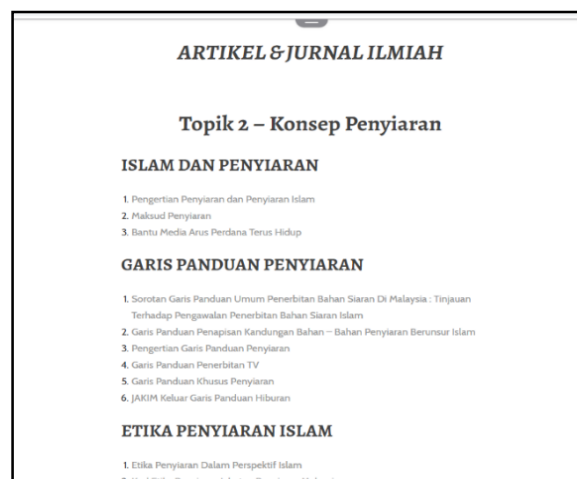 ARTIKEL & JURNAL ILMIAH
Topik 2 – Konsep Penyiaran
ISLAM DAN PENYIARAN
1. Pengertian Penyiaran dan Penyiaran Islam
2. Maksud Penyiaran
3. Bantu Media Arus Perdana Terus Hidup
GARIS PANDUAN PENYIARAN
1. Sorotan Garis Panduan Umum Penerbitan Bahan Siaran Di Malaysia : Tinjauan
Terhadap Pengawalan Penerbitan Bahan Siaran Islam
2. Garis Panduan Penapisan Kandungan Bahan – Bahan Penyiaran Berunsur Islam
3. Pengertian Garis Panduan Penyiaran
4. Garis Panduan Penerbitan TV
5. Garis Panduan Khusus Penyiaran
6. JAKIM Keluar Garis Panduan Hiburan
ETIKA PENYIARAN ISLAM
1. Etika Penyiaran Dalam Perspektif Islam